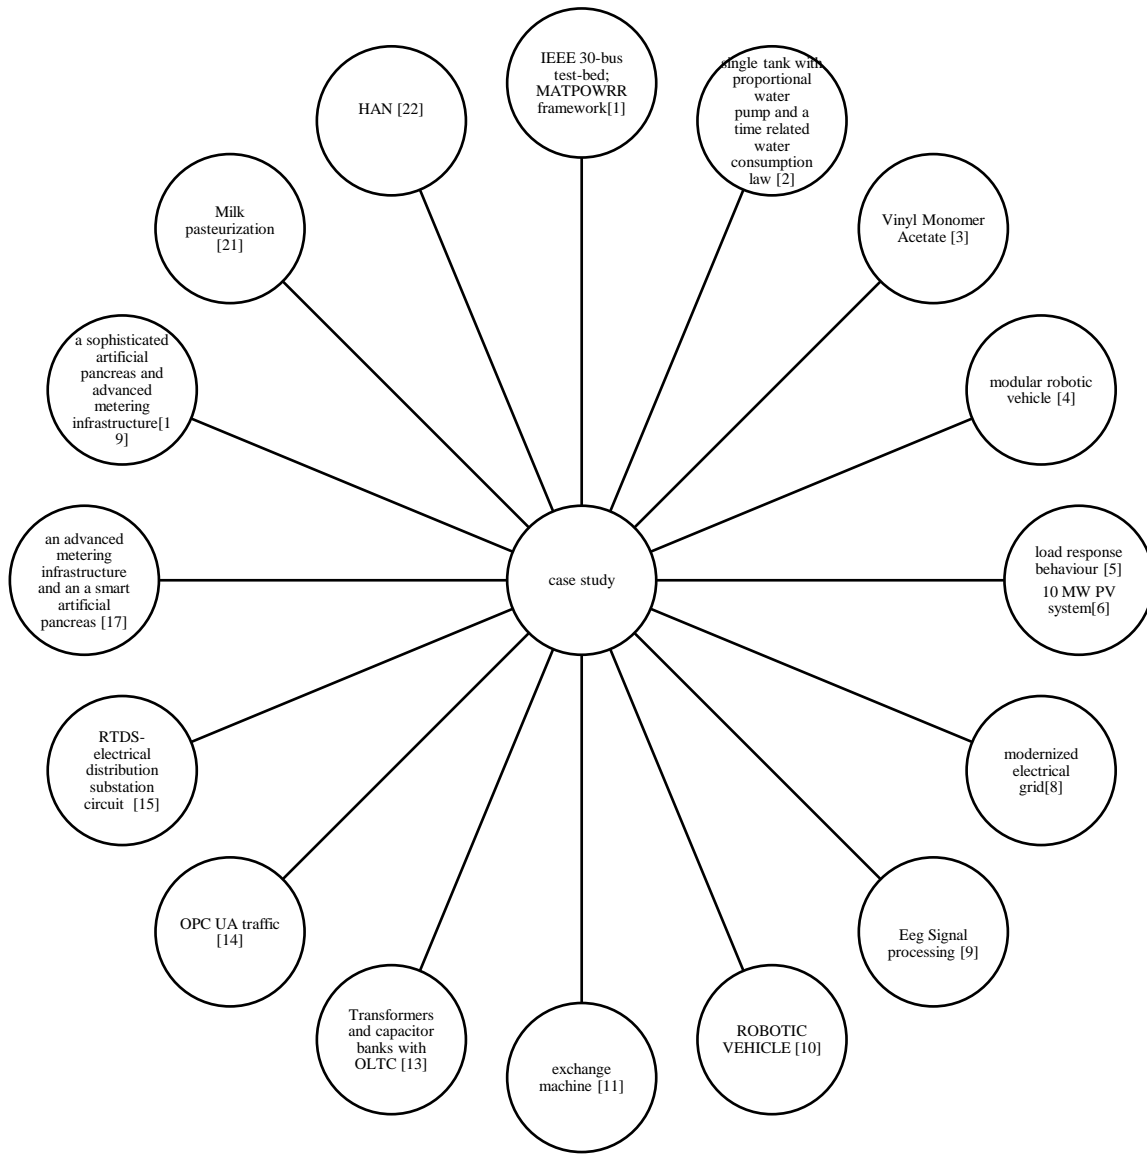 IEEE 30-bus
test-bed;
MATPOWRR
framework[1]
single tank with
proportional
water
pump and a
time related
water
consumption
law [2]
Vinyl Monomer
Acetate [3]
modular robotic
vehicle [4]
load response
behaviour [5]
10 MW PV
system[6]
modernized
electrical
grid[8]
Eeg Signal
processing [9]
ROBOTIC
VEHICLE [10]
exchange
machine [11]
Transformers
and capacitor
banks with
OLTC [13]
OPC UA traffic
[14]
RTDS-
electrical
distribution
substation
circuit [15]
an advanced
metering
infrastructure
and an a smart
artificial
pancreas [17]
a sophisticated
artificial
pancreas and
advanced
metering
infrastructure[1
9]
Milk
pasteurization
[21]
HAN [22]
case study